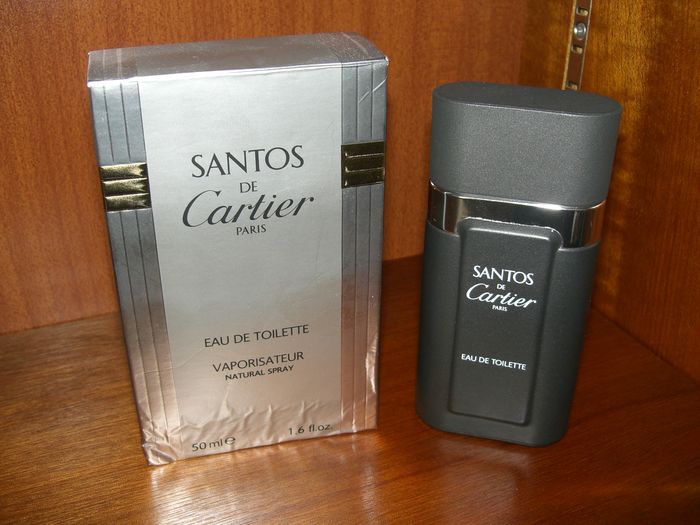 SANTOS
DE
Cartier
PARIS
EAU DE TOILETTE
VAPORISATEUR
NATURAL SPRAY
50 ml e 1.6 fl.oz.
SANTOS
DE
Cartier
PARIS
EAU DE TOILETTE